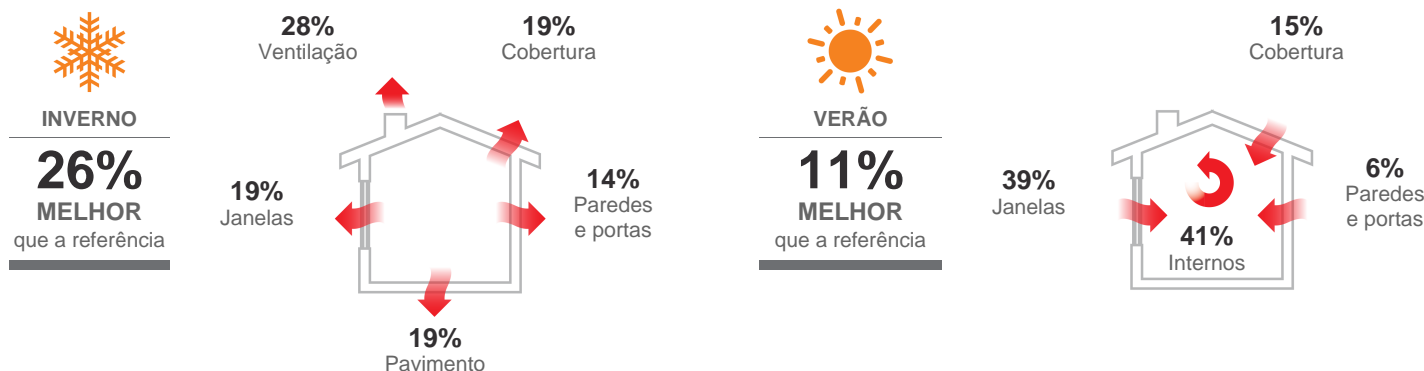 INVERNO
26%
MELHOR
que a referência
28%
Ventilação
19%
Cobertura
19%
Janelas
14%
Paredes
e portas
19%
Pavimento
VERÃO
11%
MELHOR
que a referência
15%
Cobertura
39%
Janelas
6%
Paredes
e portas
41%
Internos